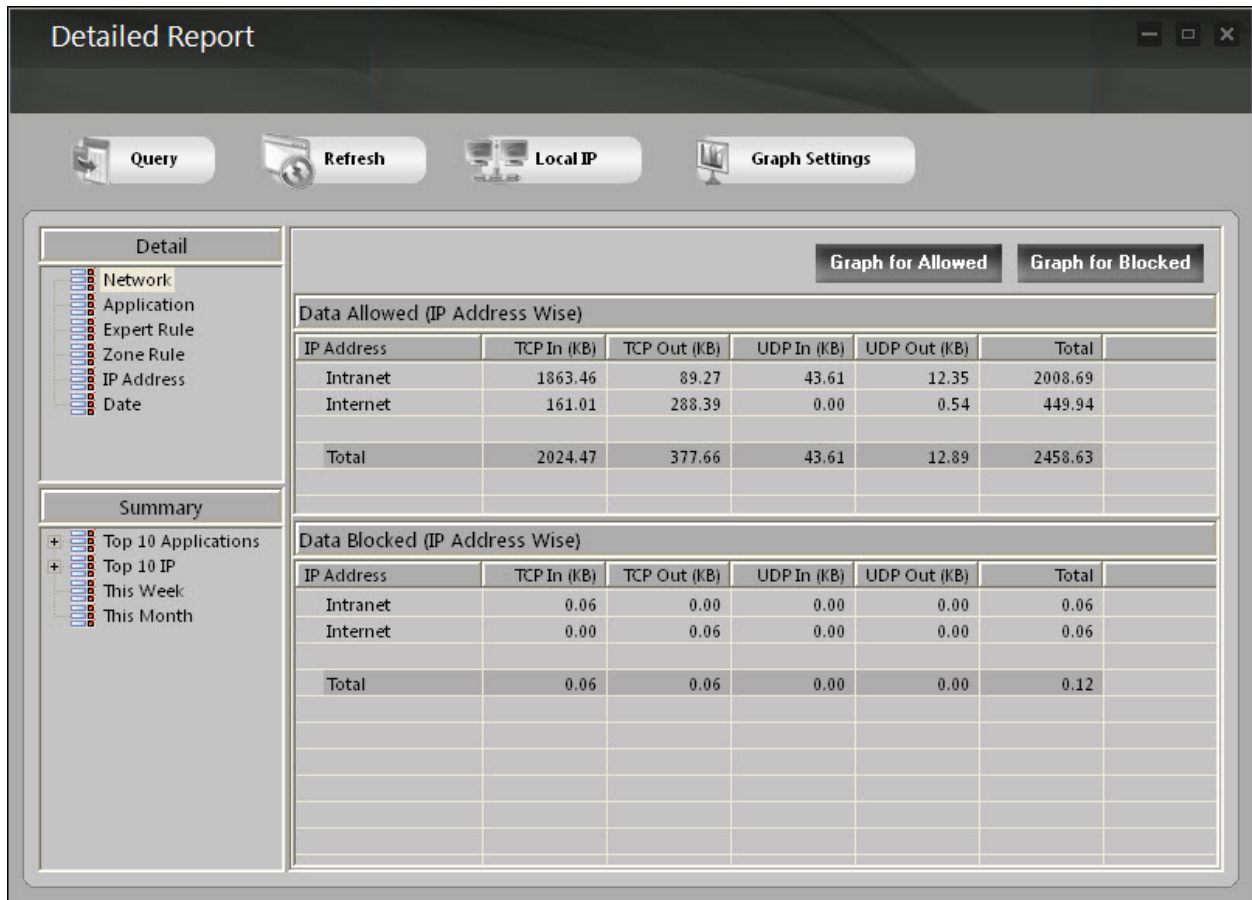 Detailed Report
Query
Refresh
Local IP
Graph Settings
Detail
Network
Application
Expert Rule
Zone Rule
IP Address
Date
Summary
Top 10 Applications
Top 10 IP
This Week
This Month
Graph for Allowed Graph for Blocked
Data Allowed (IP Address Wise)
IP Address TCP In (KB) TCP Out (KB) UDP In (KB) UDP Out (KB) Total
Intranet 1863.46 89.27 43.61 12.35 2008.69
Internet 161.01 288.39 0.00 0.54 449.94
Total 2024.47 377.66 43.61 12.89 2458.63
Data Blocked (IP Address Wise)
IP Address TCP In (KB) TCP Out (KB) UDP In (KB) UDP Out (KB) Total
Intranet 0.06 0.00 0.00 0.00 0.06
Internet 0.00 0.06 0.00 0.00 0.06
Total 0.06 0.06 0.00 0.00 0.12